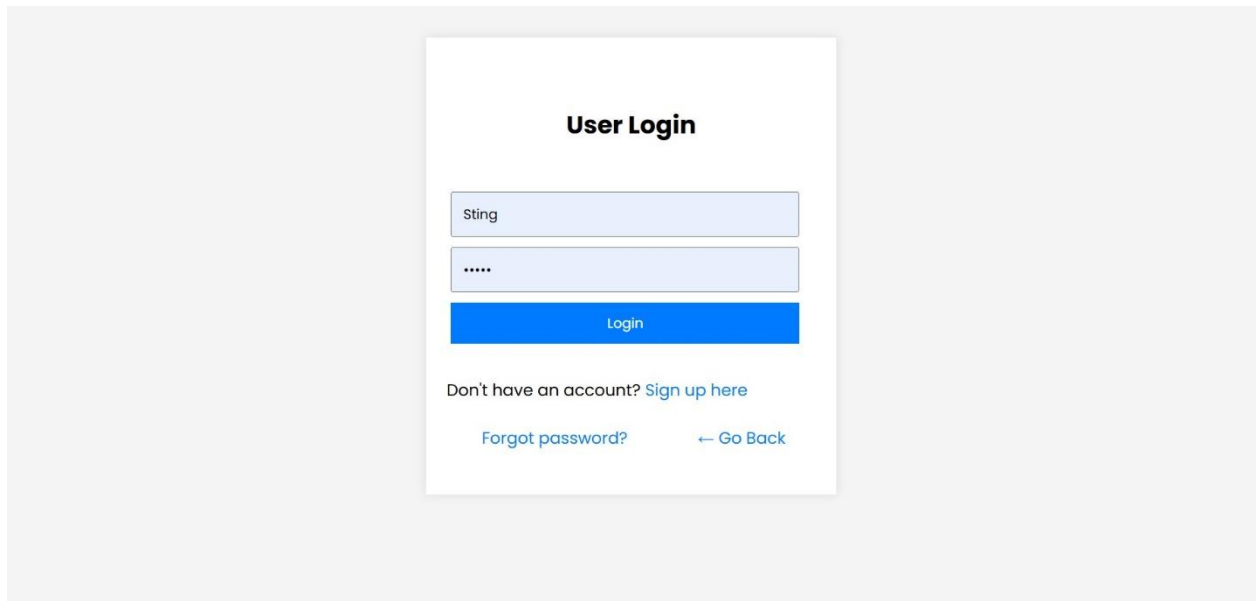 User Login
Sting
•••••
Login
Don't have an account? Sign up here
Forgot password? ← Go Back